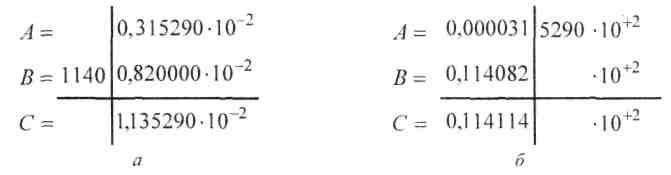 A = 0,315290·10⁻² A = 0,000031 5290 ·10⁺²
B = 1140 0,820000·10⁻² B = 0,114082 ·10⁺²
C = 1,135290·10⁻² C = 0,114114 ·10⁺²
а б